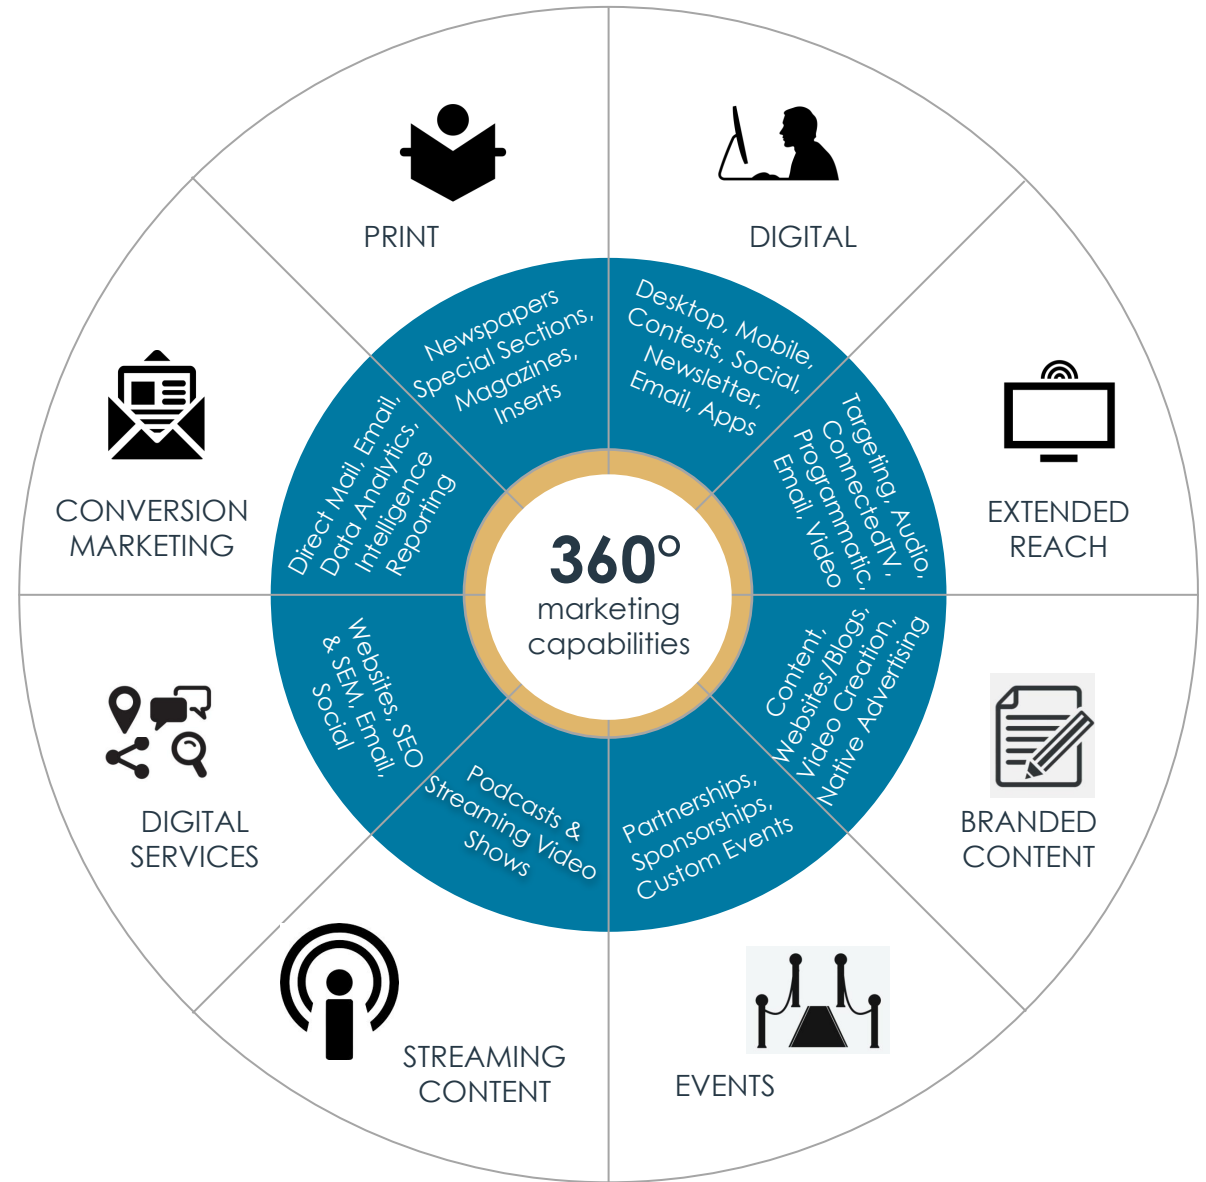 PRINT
DIGITAL
Newspapers
Special Sections,
Magazines,
Inserts
Desktop, Mobile,
Contests, Social,
Newsletter,
Email, Apps
CONVERSION
MARKETING
Direct Mail, Email,
Data Analytics,
Intelligence
Reporting
Targeting, Audio,
ConnectedTV,
Programmatic,
Email, Video
EXTENDED
REACH
360°
marketing
capabilities
DIGITAL
SERVICES
Websites, SEO
& SEM, Email,
Social
Content,
Websites/Blogs,
Video Creation,
Native Advertising
BRANDED
CONTENT
Podcasts &
Streaming Video
Shows
Partnerships,
Sponsorships,
Custom Events
STREAMING
CONTENT
EVENTS